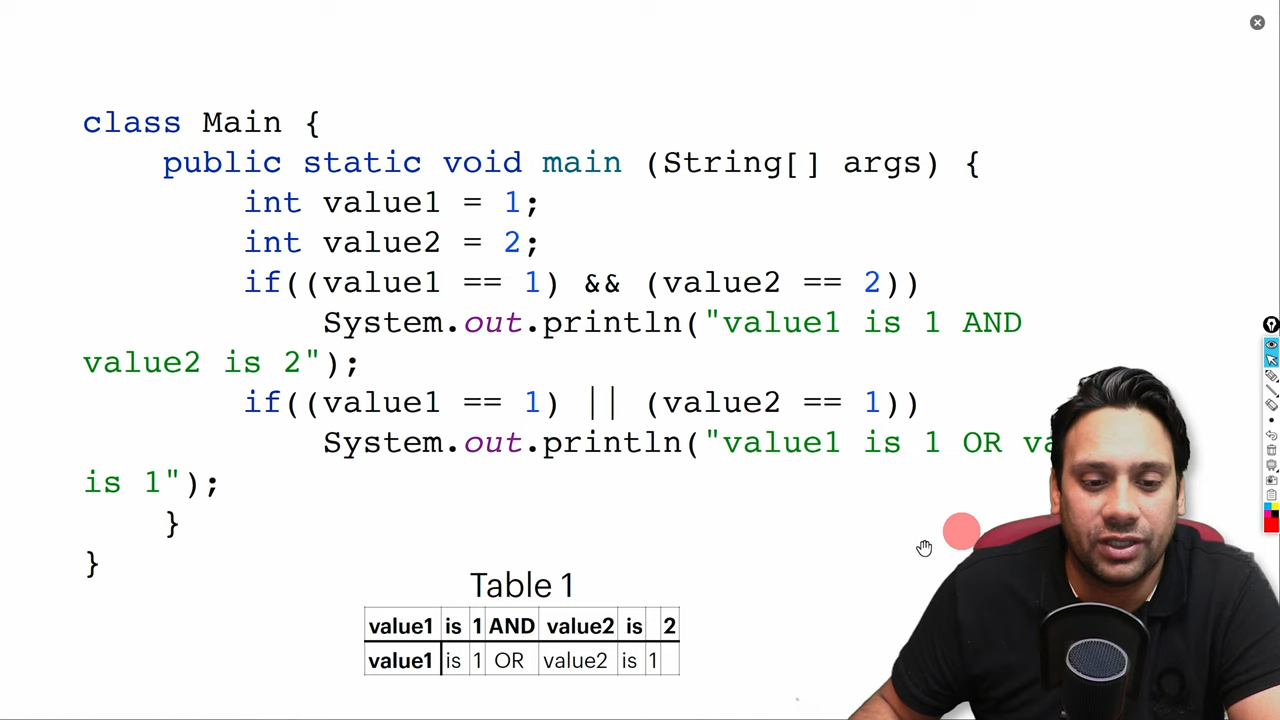 class Main {
public static void main (String[] args) {
int value1 = 1;
int value2 = 2;
if((value1 == 1) && (value2 == 2))
System.out.println("value1 is 1 AND
value2 is 2");
if((value1 == 1) || (value2 == 1))
System.out.println("value1 is 1 OR
is 1");
}
}
Table 1
value1 is 1 AND value2 is 2
value1 is 1 OR value2 is 1